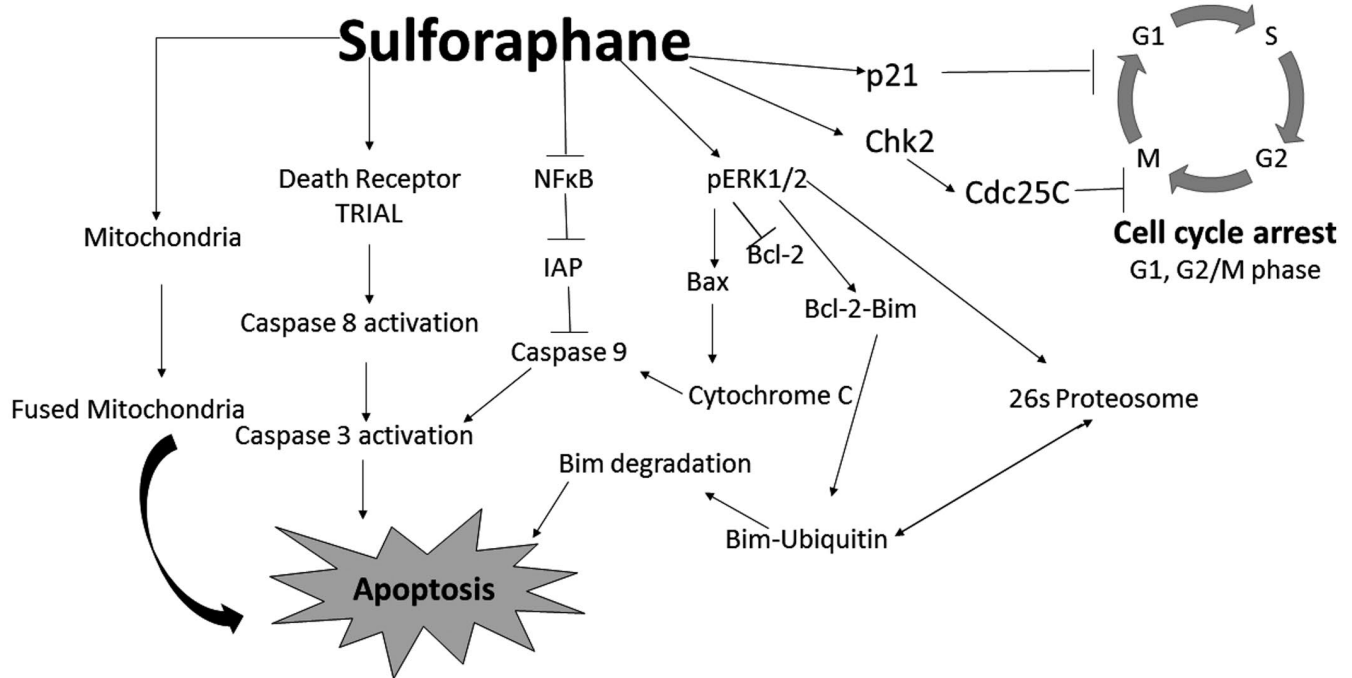 Sulforaphane
G1
S
p21
Chk2
M
G2
Death Receptor
TRIAL
NFκB
pERK1/2
Cdc25C
Mitochondria
Cell cycle arrest
G1, G2/M phase
IAP
Bcl-2
Bax
Caspase 8 activation
Bcl-2-Bim
Caspase 9
Fused Mitochondria
Cytochrome C
26s Proteosome
Caspase 3 activation
Bim degradation
Bim-Ubiquitin
Apoptosis